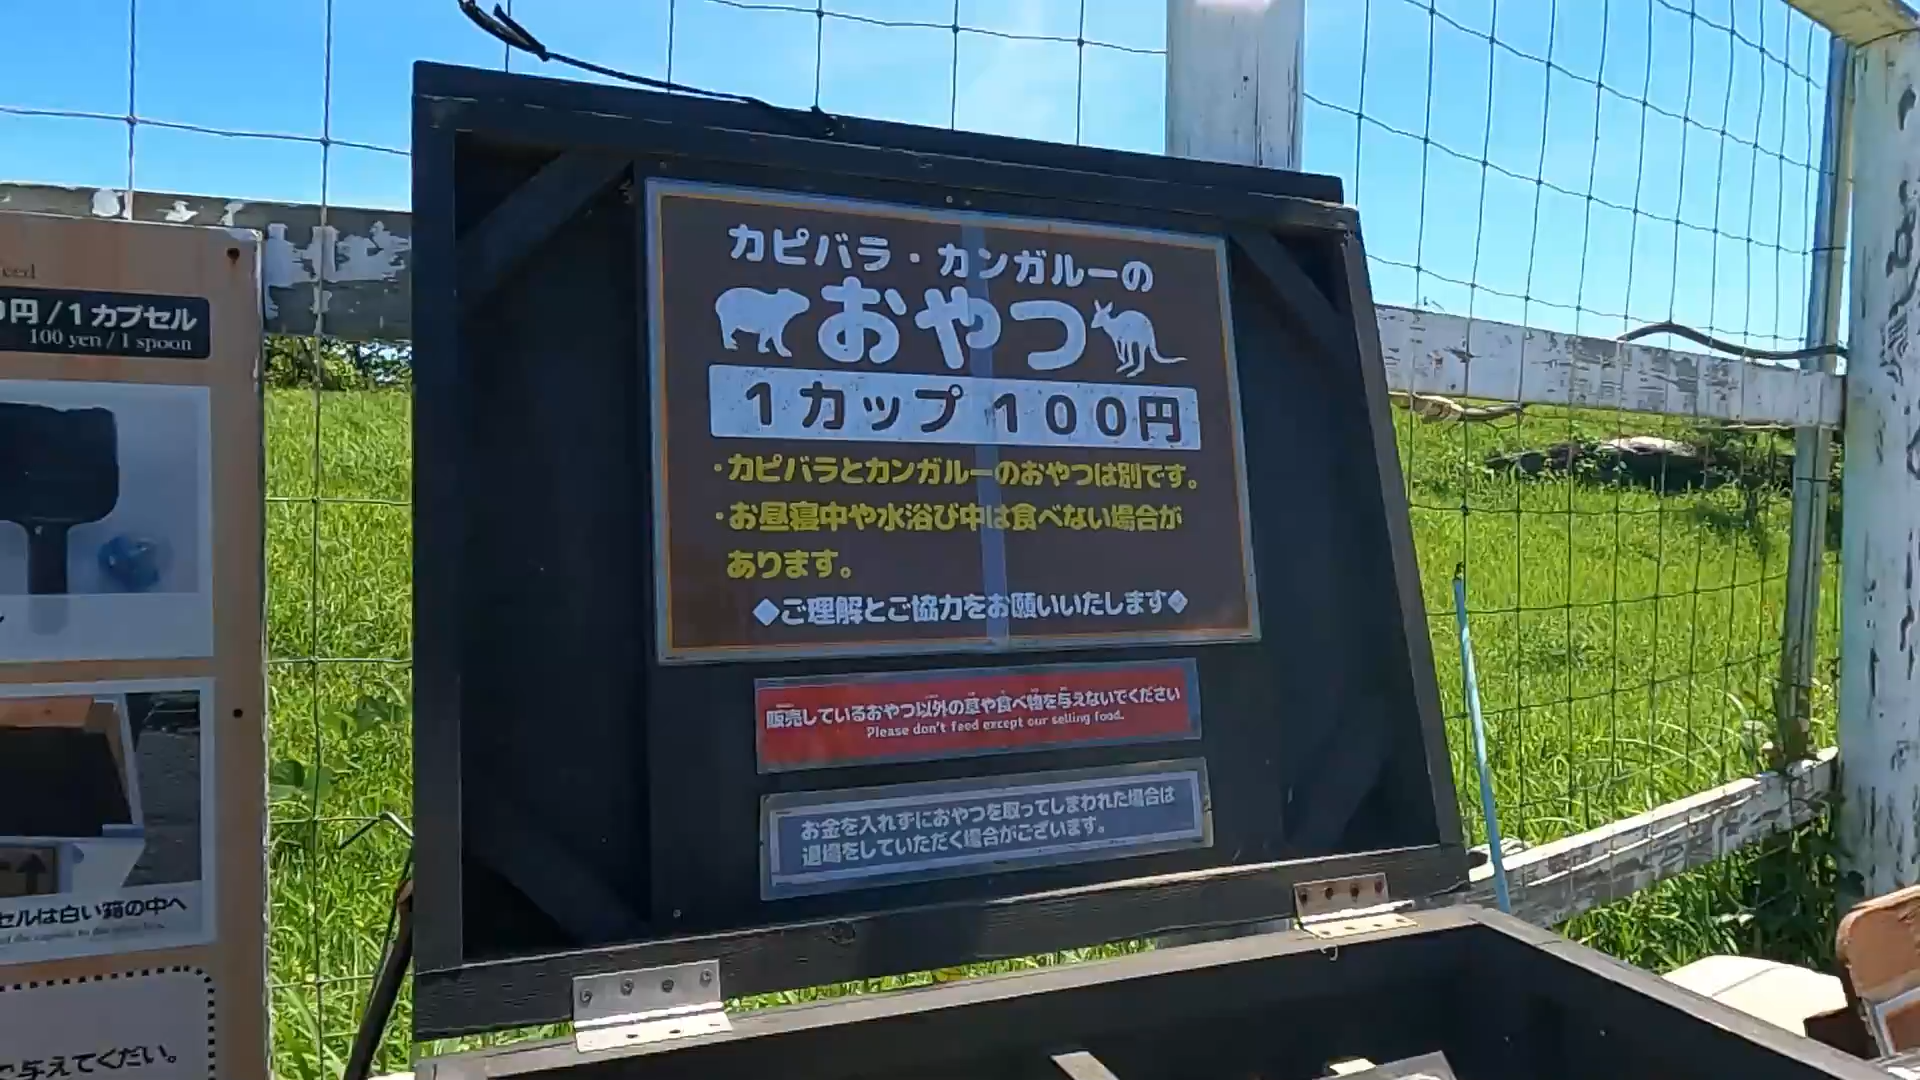 円/1カプセル
100 yen / 1 spoon
セルは白い箱の中へ
与えてくだい。
カピバラ・カンガルーの
おやつ
1カップ100円
・カピバラとカンガルーのおやつは別です。
・お昼寝中や水浴び中は食べない場合が
あります。
◆ご理解とご協力をお願いいたします◆
販売しているおやつ以外の草や食べ物を与えないでください
Please don't feed except our selling food.
お金を入れずにおやつを取ってしまわれた場合は
退場をしていただく場合がございます。